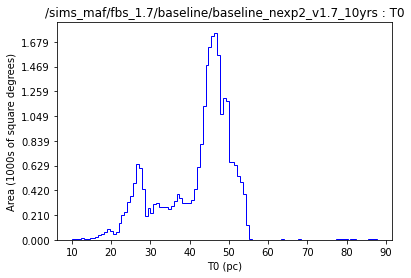 /sims_maf/fbs_1.7/baseline/baseline_nexp2_v1.7_10yrs : T0
Area (1000s of square degrees)
1.679
1.469
1.259
1.049
0.839
0.629
0.420
0.210
0.000
10 20 30 40 50 60 70 80 90
T0 (pc)